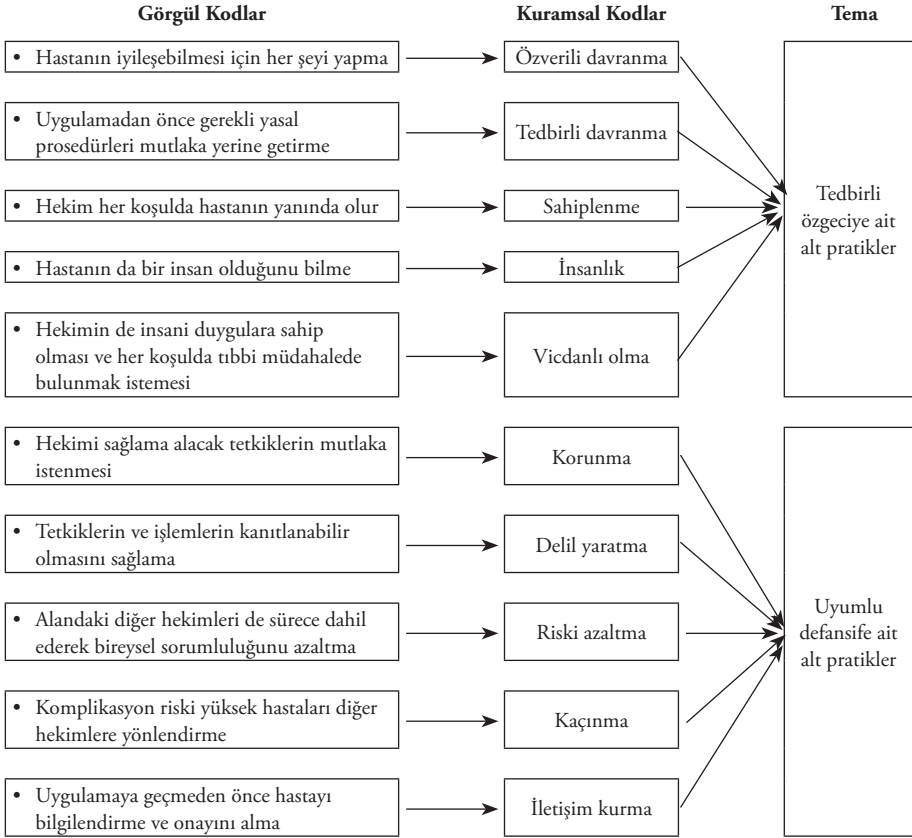 Görgül Kodlar
Kuramsal Kodlar
Tema
• Hastanın iyileşebilmesi için her şeyi yapma
Özverili davranma
• Uygulamadan önce gerekli yasal
prosedürleri mutlaka yerine getirme
Tedbirli davranma
• Hekim her koşulda hastanın yanında olur
Sahiplenme
• Hastanın da bir insan olduğunu bilme
İnsanlık
• Hekimin de insani duygulara sahip
olması ve her koşulda tıbbi müdahalede
bulunmak istemesi
Vicdanlı olma
Tedbirli
özgeciye ait
alt pratikler
• Hekimi sağlama alacak tetkiklerin mutlaka
istenmesi
Korunma
• Tetkiklerin ve işlemlerin kanıtlanabilir
olmasını sağlama
Delil yaratma
• Alandaki diğer hekimleri de sürece dahil
ederek bireysel sorumluluğunu azaltma
Riski azaltma
• Komplikasyon riski yüksek hastaları diğer
hekimlere yönlendirme
Kaçınma
• Uygulamaya geçmeden önce hastayı
bilgilendirme ve onayını alma
İletişim kurma
Uyumlu
defansife ait
alt pratikler